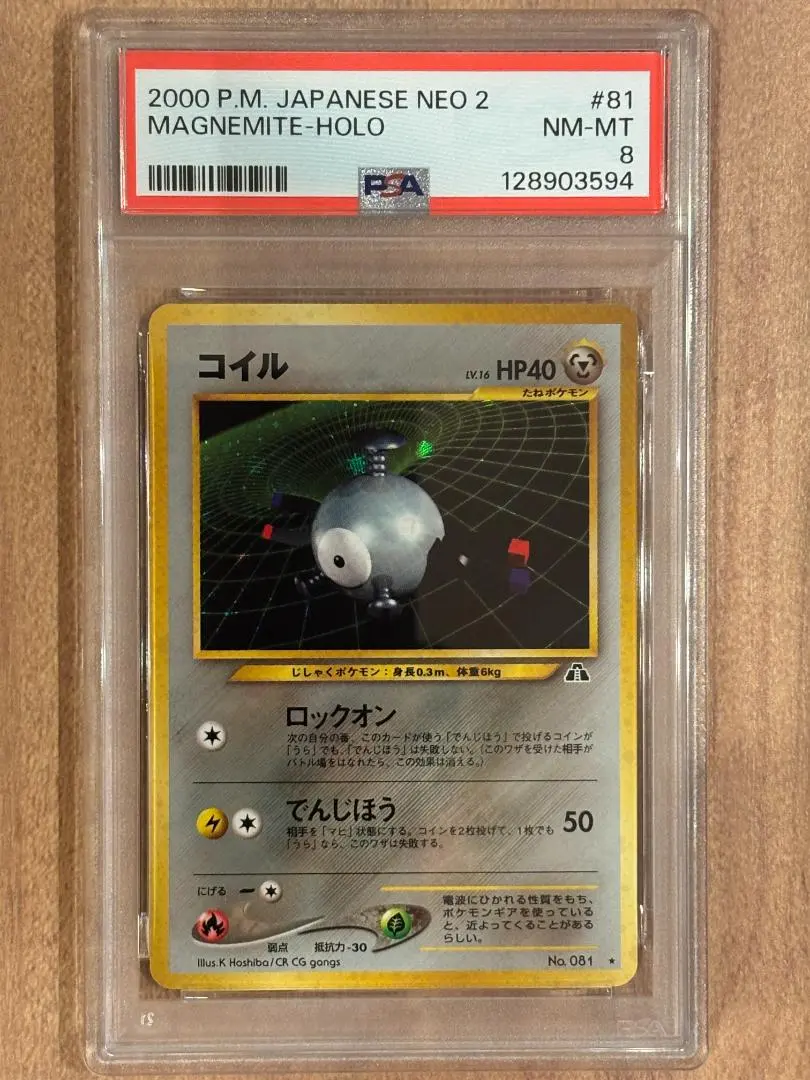 2000 P.M. JAPANESE NEO 2 #81
MAGNEMITE-HOLO NM-MT
8
PSA 128903594
コイル LV.16 HP40
たねポケモン
じしゃくポケモン:身長0.3m、体重6kg
ロックオン
次の自分の番、このカードが使う「でんじほう」で投げるコインが
「うら」でも、「でんじほう」は失敗しない。(このワザを受けた相手が
バトル場をはなれたら、この効果は消える。)
でんじほう 50
相手を「マヒ」状態にする。コインを2枚投げて、1枚でも
「うら」なら、このワザは失敗する。
にげる
弱点 抵抗力-30
電波にひかれる性質をもち、
ポケモンギアを使っている
と、近よってくることがある
らしい。
Illus.K Hoshiba/CR CG gangs No. 081 ★